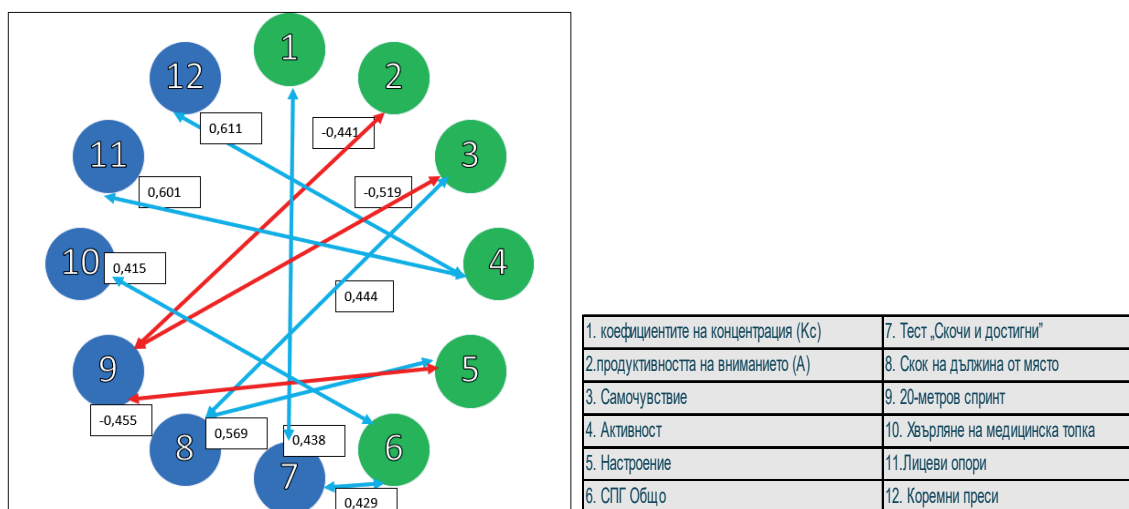 1
12
2
0,611
-0,441
11
3
0,601
-0,519
10
0,415
4
0,444
9
5
-0,455
8
0,569
0,438
6
7
0,429
1. коефициентите на концентрация (Кс)
7. Тест „Скочи и достигни”
2.продуктивността на вниманието (А)
8. Скок на дължина от място
3. Самочувствие
9. 20-метров спринт
4. Активност
10. Хвърляне на медицинска топка
5. Настроение
11.Лицеви опори
6. СПГ Общо
12. Коремни преси